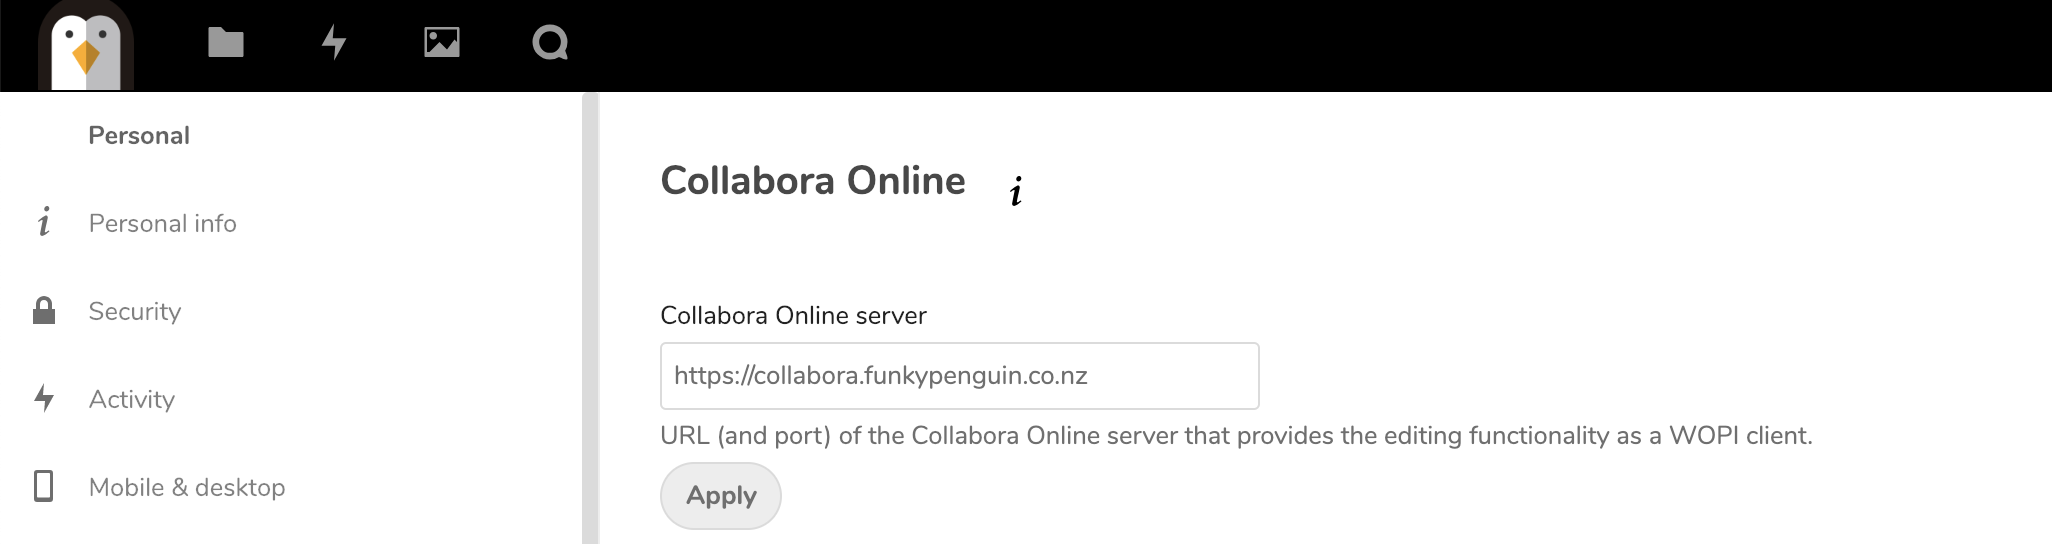 Personal
Personal info
Security
Activity
Mobile & desktop
Collabora Online
Collabora Online server
https://collabora.funkypenguin.co.nz
URL (and port) of the Collabora Online server that provides the editing functionality as a WOPI client.
Apply